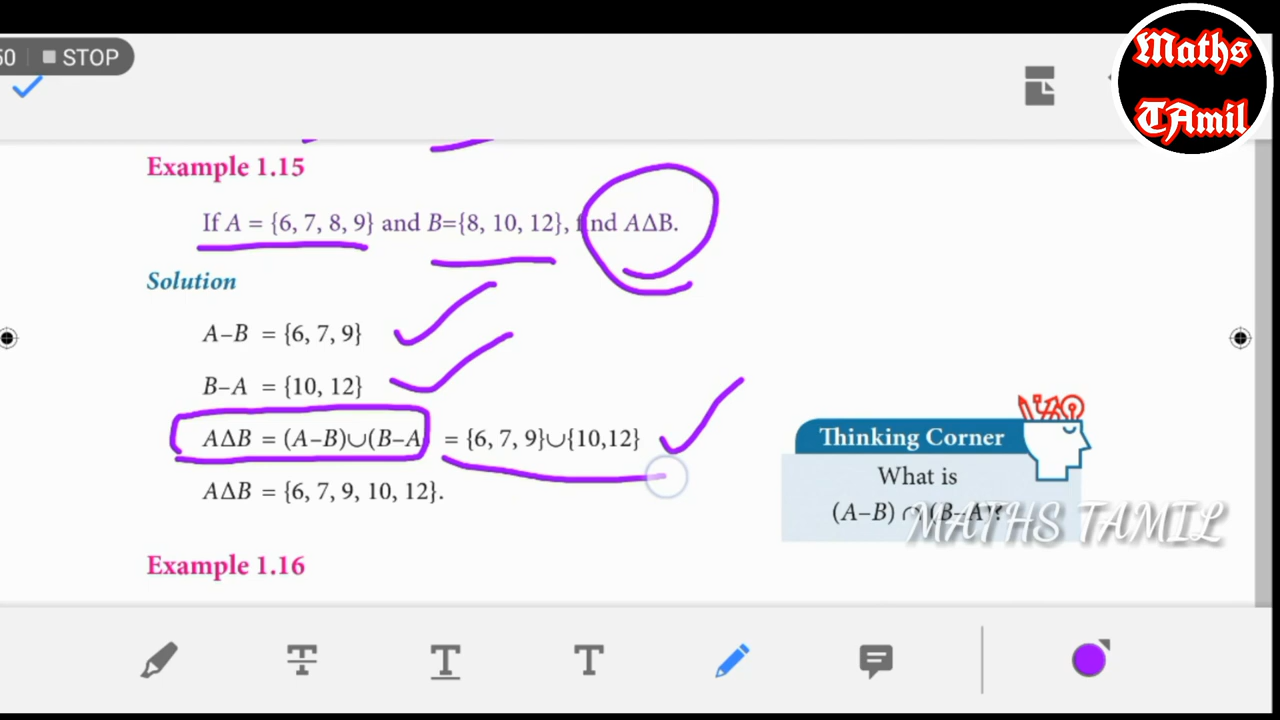 50 STOP
Maths
TAmil
Example 1.15
If A = {6, 7, 8, 9} and B={8, 10, 12}, find AΔB.
Solution
A–B = {6, 7, 9}
B–A = {10, 12}
AΔB = (A–B)∪(B–A) = {6, 7, 9}∪{10,12}
AΔB = {6, 7, 9, 10, 12}.
Thinking Corner
What is
(A–B) ∩ (B–A)?
MATHS TAMIL
Example 1.16
T
T
T